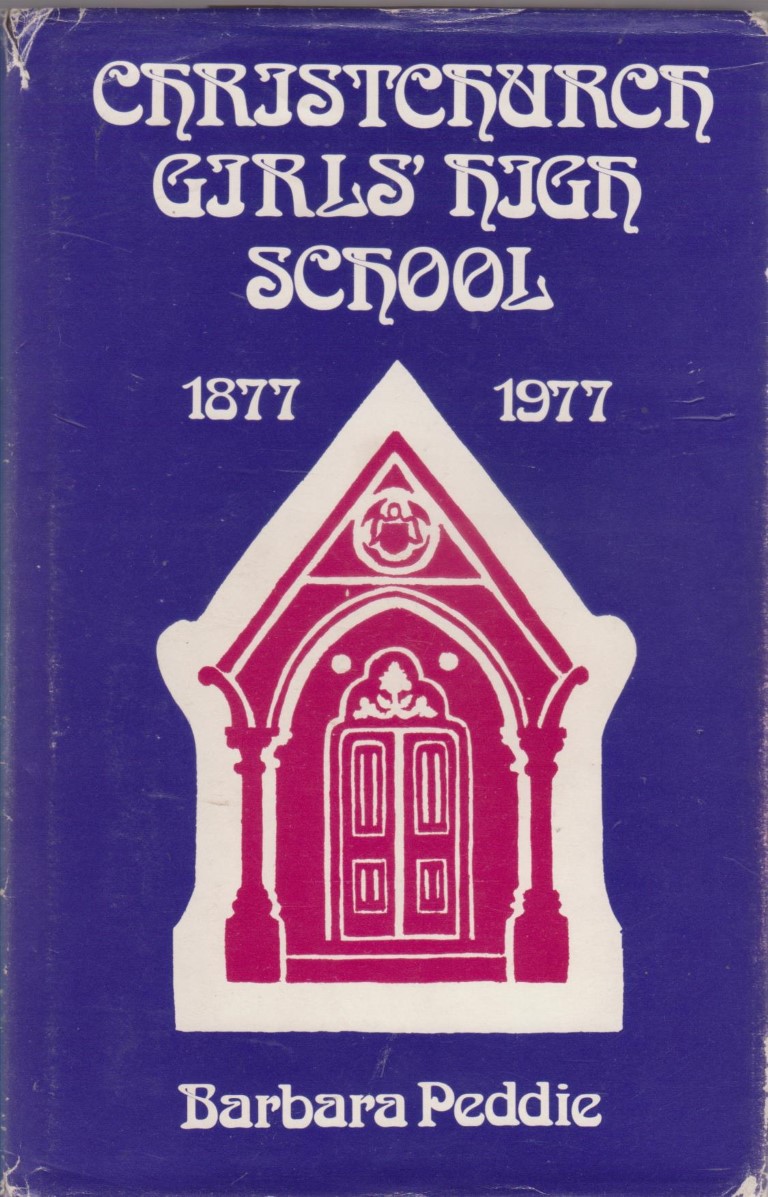 CHRISTCHURCH
GIRLS' HIGH
SCHOOL
1877 1977
Barbara Peddie